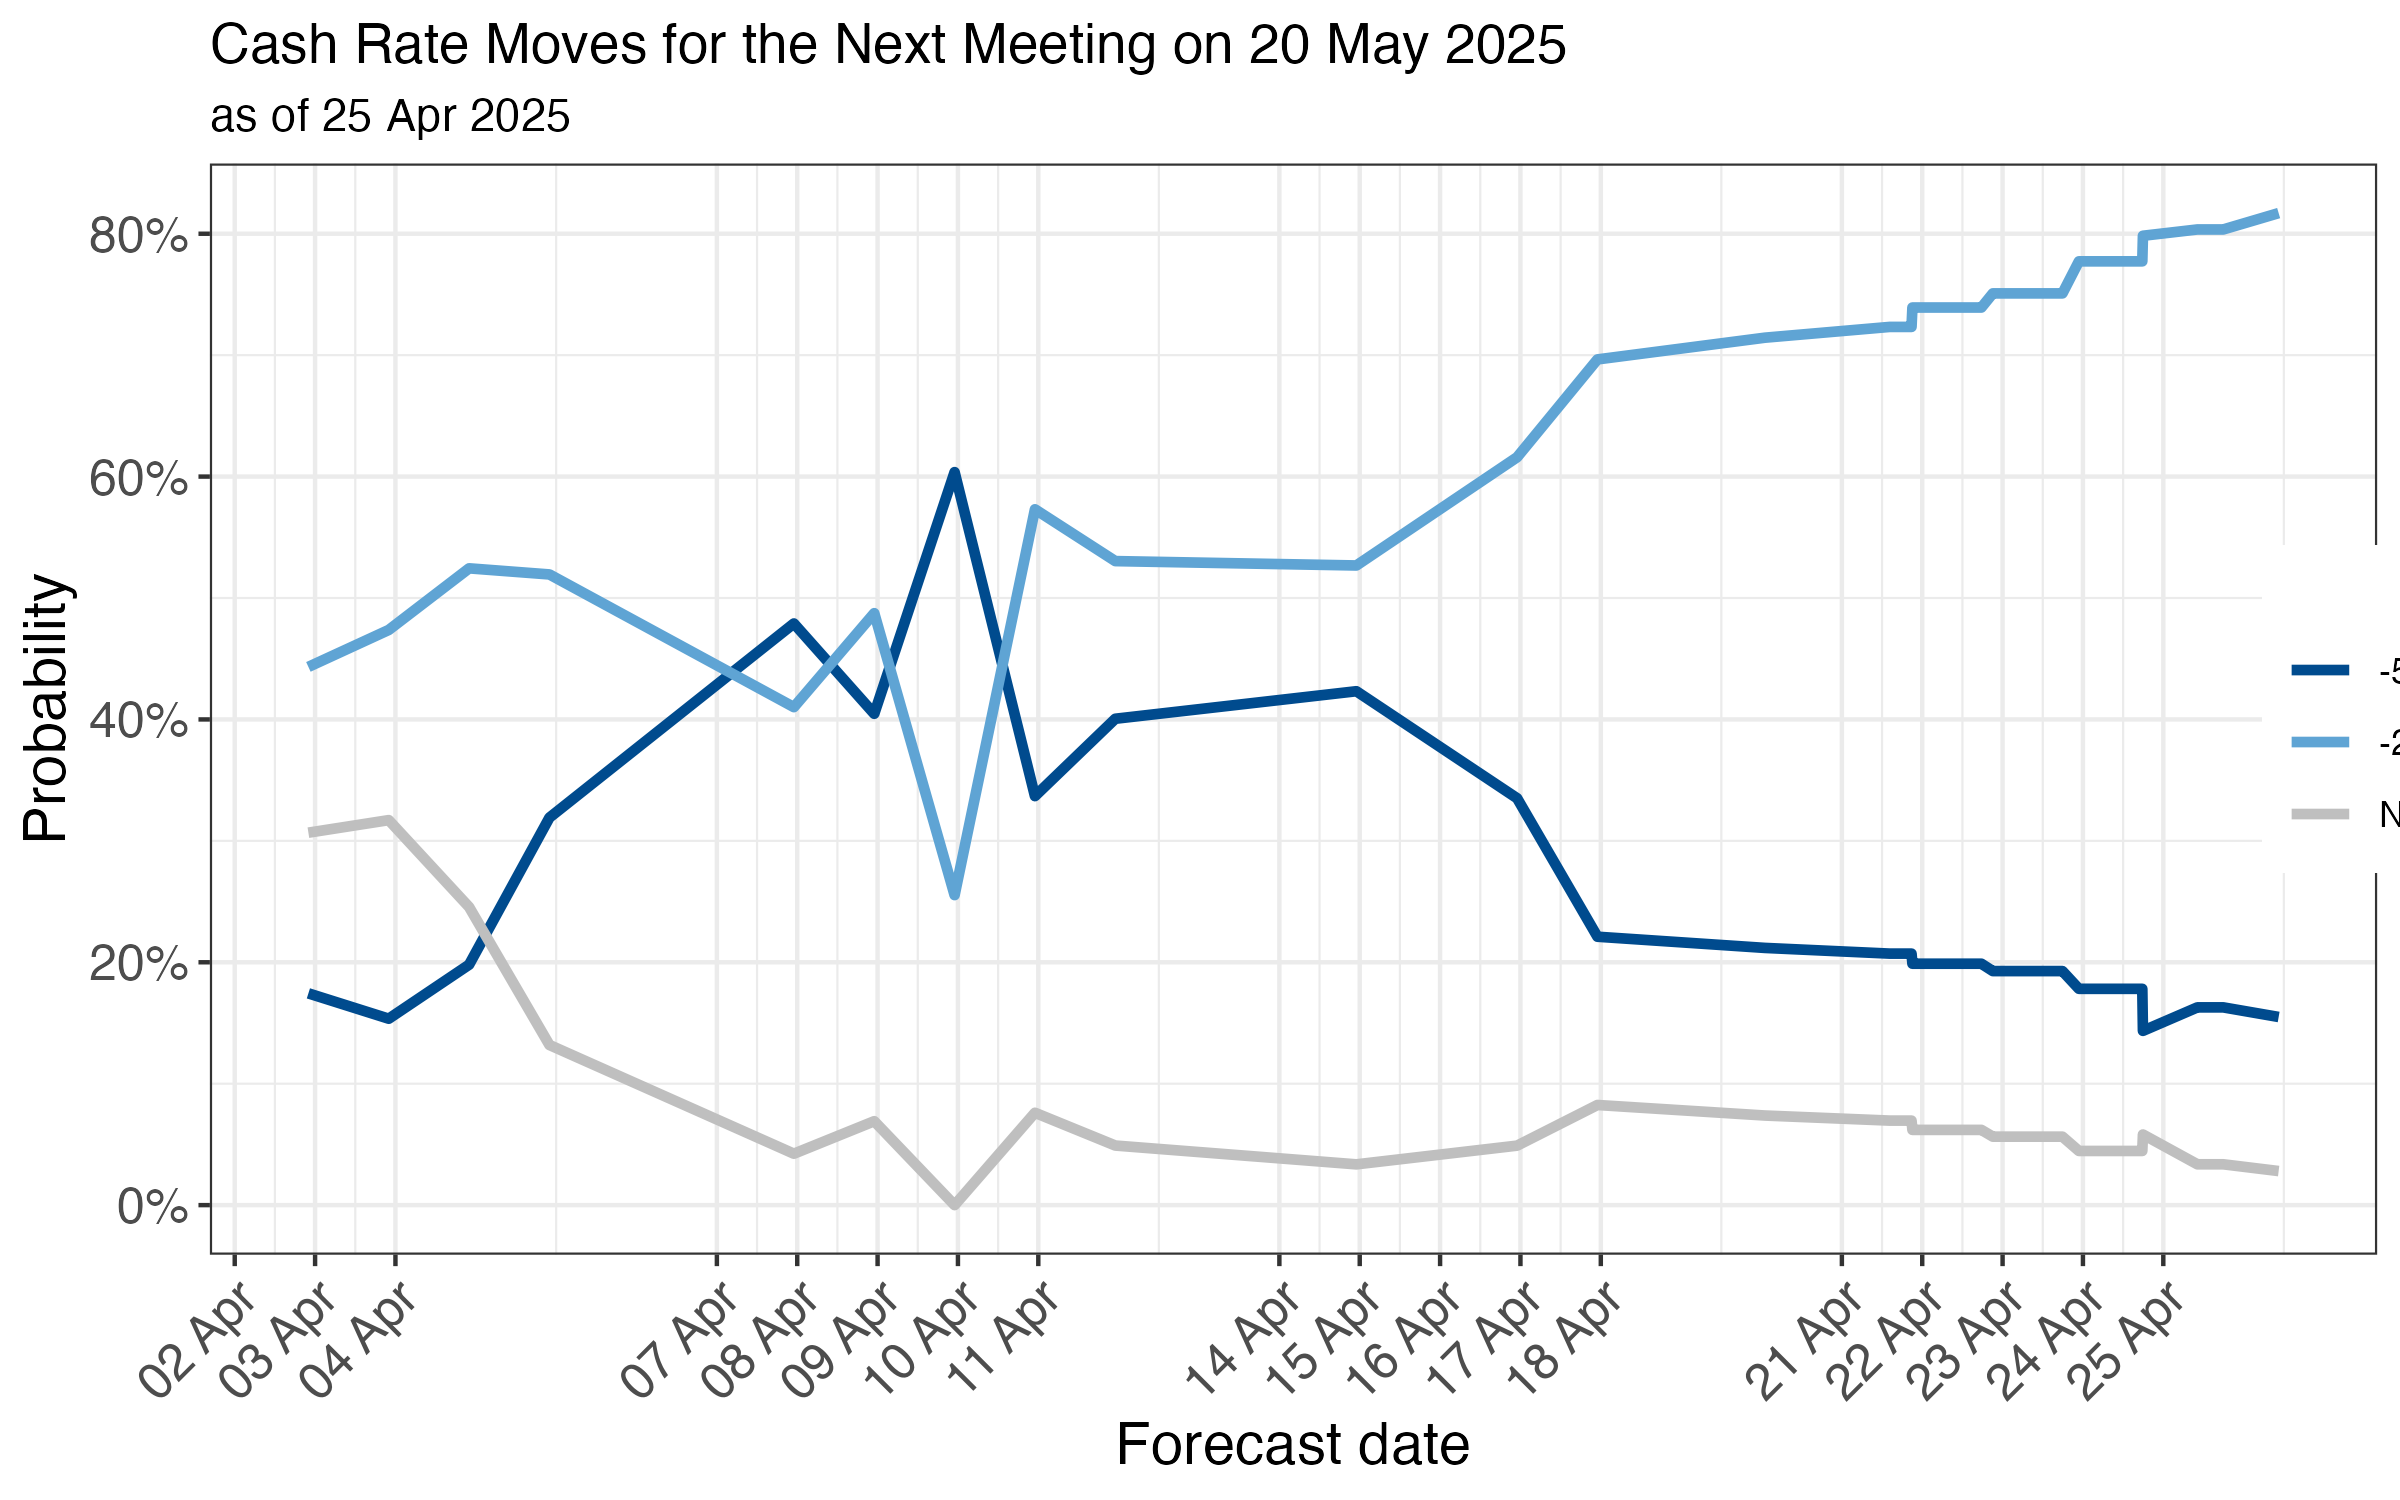 Cash Rate Moves for the Next Meeting on 20 May 2025
as of 25 Apr 2025
Probability
80%
60%
40%
20%
0%
-5
-2
N
02 Apr
03 Apr
04 Apr
07 Apr
08 Apr
09 Apr
10 Apr
11 Apr
14 Apr
15 Apr
16 Apr
17 Apr
18 Apr
21 Apr
22 Apr
23 Apr
24 Apr
25 Apr
Forecast date